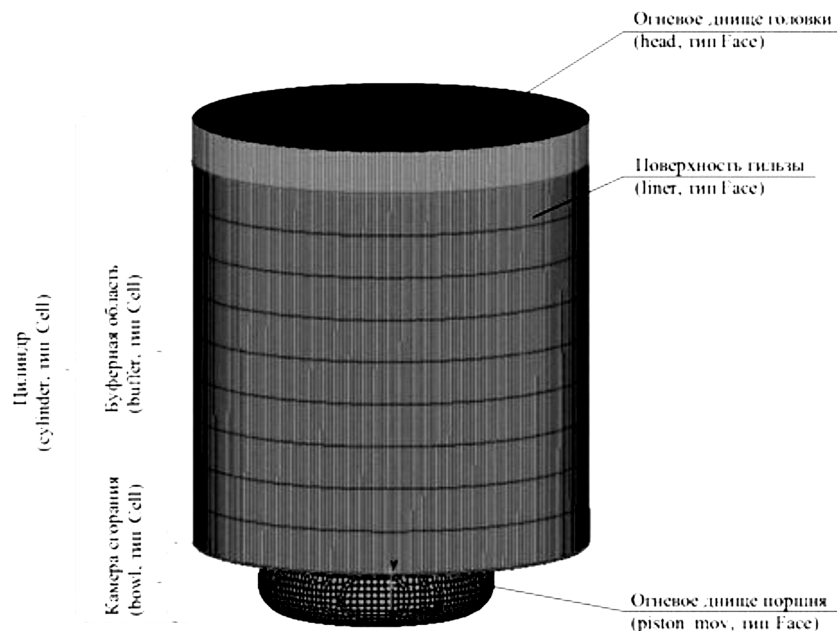 Огневое днище головки
(head, тип Face)
Поверхность гильзы
(liner, тип Face)
Цилиндр
(cylinder, тип Cell)
Буферная область
(buffer, тип Cell)
Камера сгорания
(bowl, тип Cell)
Огневое днище поршня
(piston_mov, тип Face)